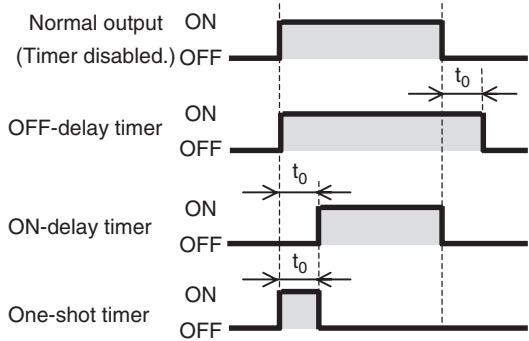 Normal output
(Timer disabled.)
ON
OFF
t0
OFF-delay timer
ON
OFF
t0
ON-delay timer
ON
OFF
t0
One-shot timer
ON
OFF